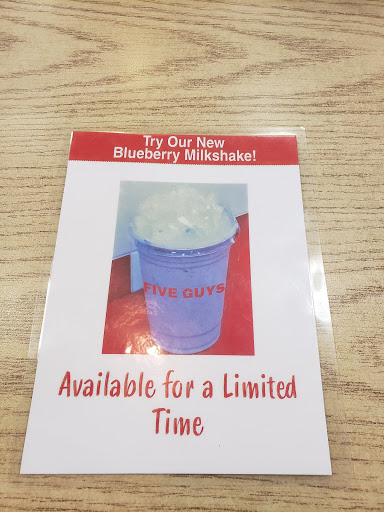 Try Our New
Blueberry Milkshake!
FIVE GUYS
Available for a Limited
Time